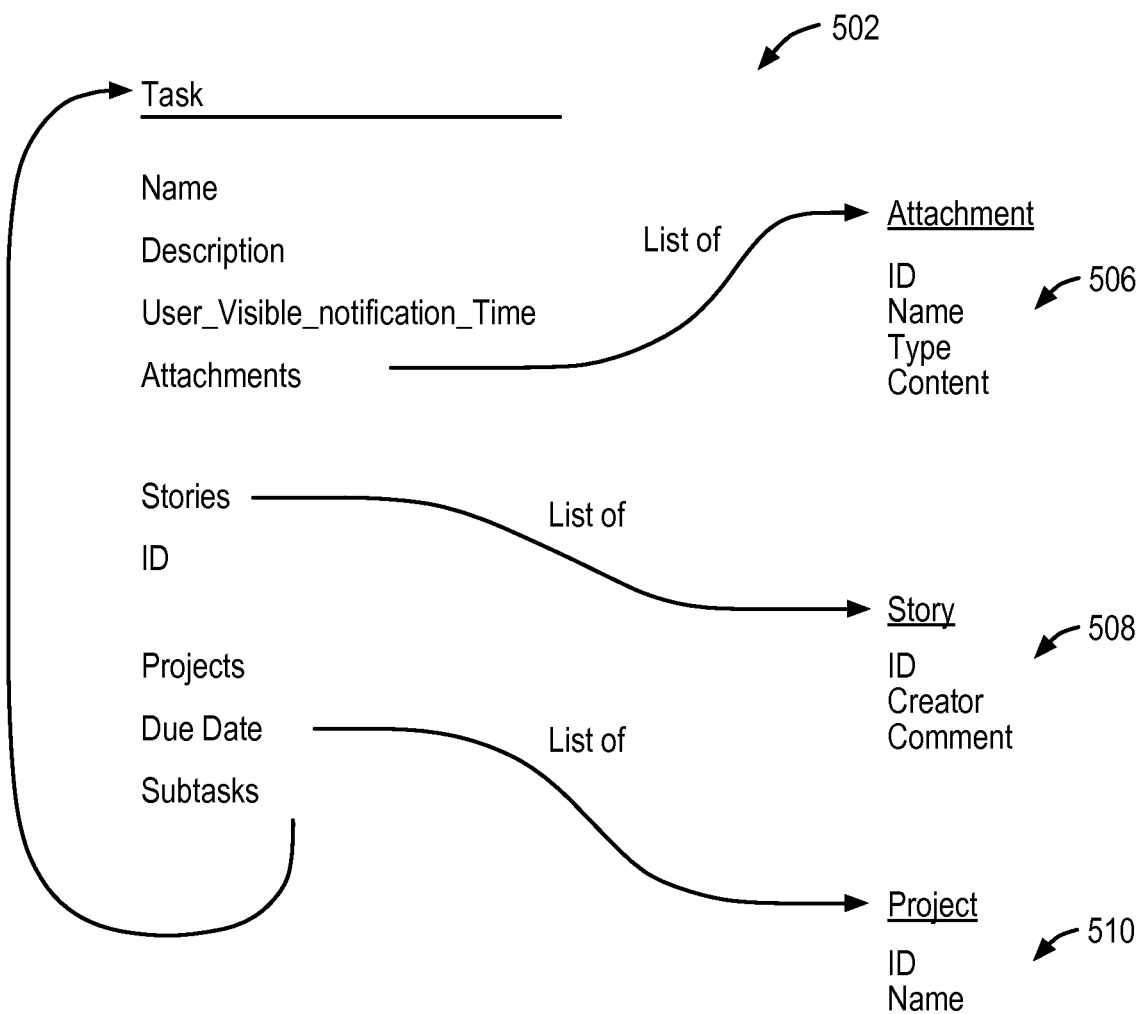 502
Task
Name
Description
User_Visible_notification_Time
Attachments
Stories
ID
Projects
Due Date
Subtasks
List of
Attachment
506
ID
Name
Type
Content
List of
Story
508
ID
Creator
Comment
List of
Project
510
ID
Name